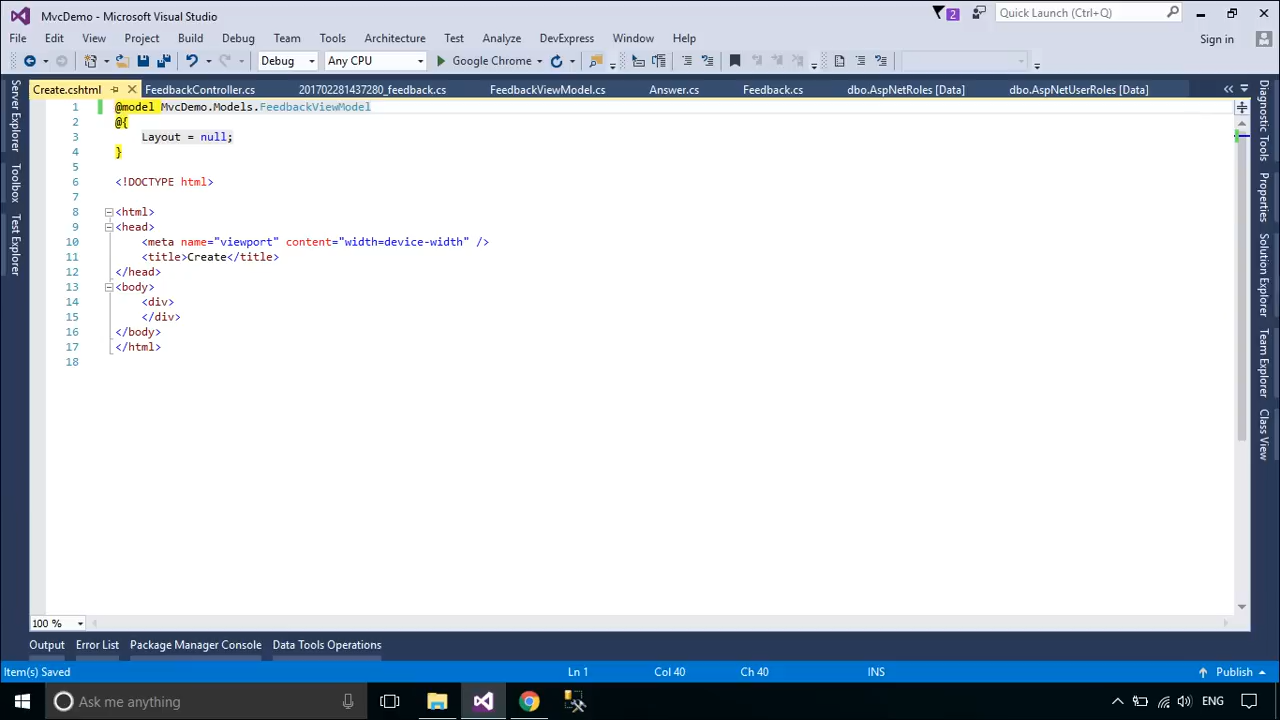 MvcDemo - Microsoft Visual Studio
2
Quick Launch (Ctrl+Q)
File Edit View Project Build Debug Team Tools Architecture Test Analyze DevExpress Window Help
Sign in
Debug Any CPU Google Chrome
Create.cshtml FeedbackController.cs 201702281437280_feedback.cs FeedbackViewModel.cs Answer.cs Feedback.cs dbo.AspNetRoles [Data] dbo.AspNetUserRoles [Data]
Server Explorer
Toolbox
Test Explorer
1 @model MvcDemo.Models.FeedbackViewModel
2 @{
3 Layout = null;
4 }
5
6 <!DOCTYPE html>
7
8 <html>
9 <head>
10 <meta name="viewport" content="width=device-width" />
11 <title>Create</title>
12 </head>
13 <body>
14 <div>
15 </div>
16 </body>
17 </html>
18
Diagnostic Tools
Properties
Solution Explorer
Team Explorer
Class View
100 %
Output Error List Package Manager Console Data Tools Operations
Item(s) Saved Ln 1 Col 40 Ch 40 INS Publish
Ask me anything
ENG